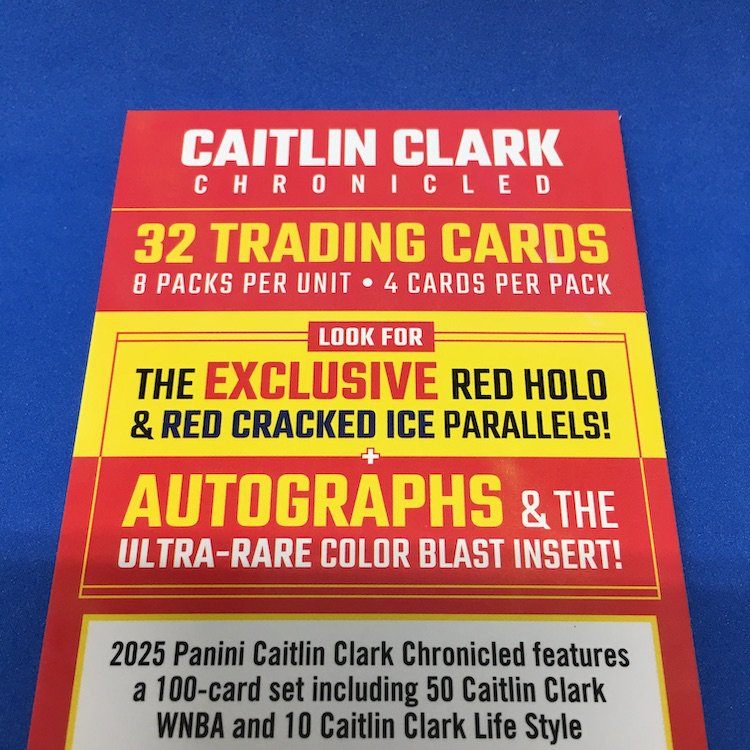 CAITLIN CLARK
CHRONICLED
32 TRADING CARDS
8 PACKS PER UNIT • 4 CARDS PER PACK
LOOK FOR
THE EXCLUSIVE RED HOLO
& RED CRACKED ICE PARALLELS!
+
AUTOGRAPHS & THE
ULTRA-RARE COLOR BLAST INSERT!
2025 Panini Caitlin Clark Chronicled features
a 100-card set including 50 Caitlin Clark
WNBA and 10 Caitlin Clark Life Style